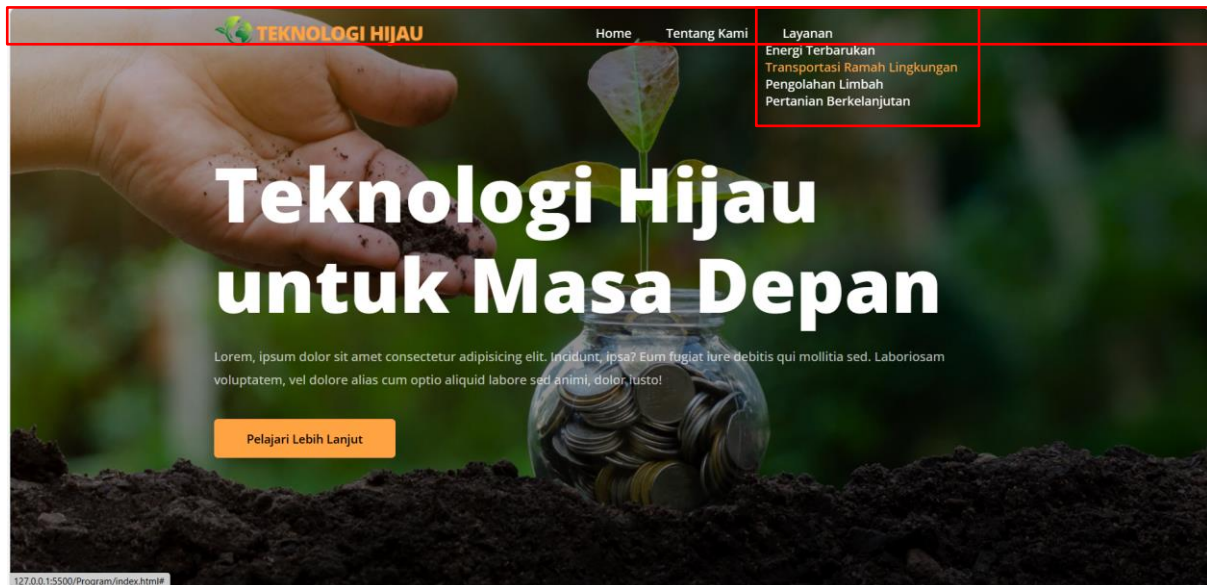 TEKNOLOGI HIJAU
Home Tentang Kami Layanan
Energi Terbarukan
Transportasi Ramah Lingkungan
Pengolahan Limbah
Pertanian Berkelanjutan
Teknologi Hijau
untuk Masa Depan
Lorem, ipsum dolor sit amet consectetur adipisicing elit. Incidunt, ipsa? Eum fugiat iure debitis qui mollitia sed. Laboriosam
voluptatem, vel dolore alias cum optio aliquid labore sed animi, dolor iusto!
Pelajari Lebih Lanjut
127.0.0.1:5500/Program/index.html#